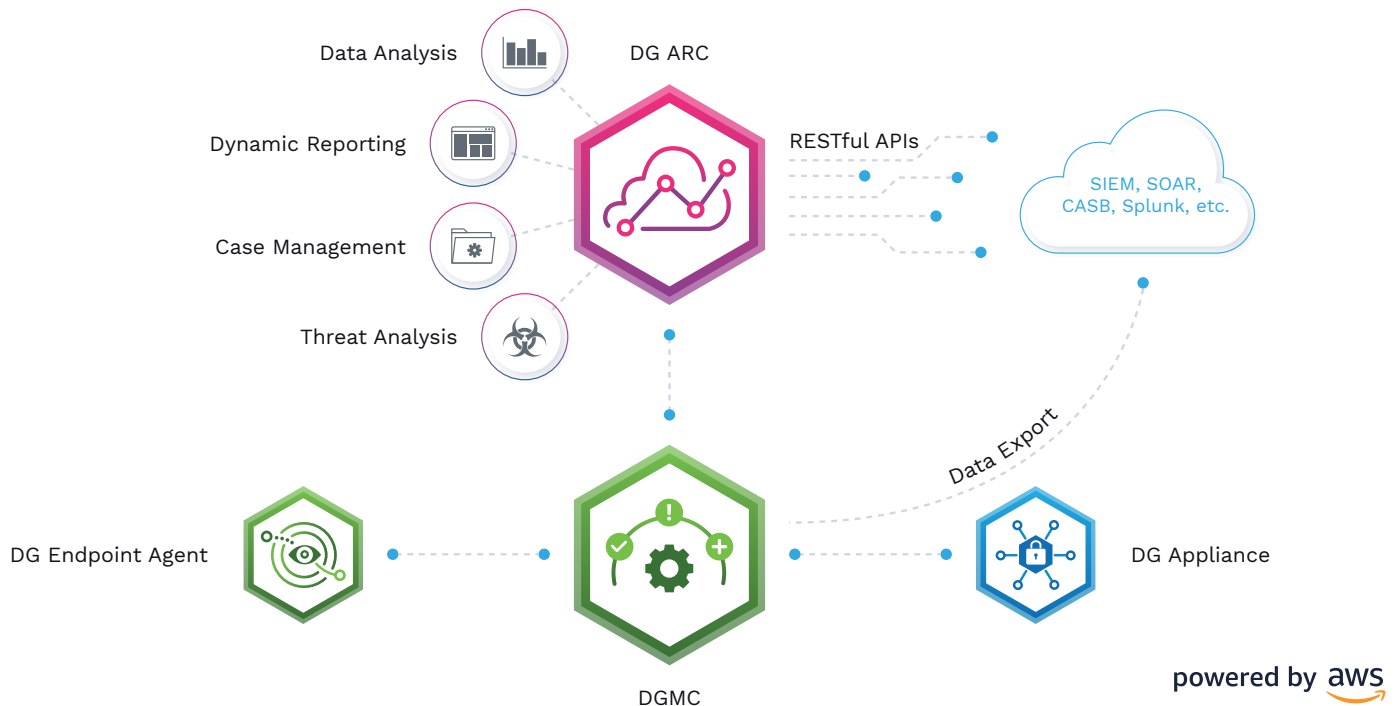 Data Analysis
DG ARC
Dynamic Reporting
RESTful APIs
SIEM, SOAR,
CASB, Splunk, etc.
Case Management
Threat Analysis
Data Export
DG Endpoint Agent
DG Appliance
DGMC
powered by aws